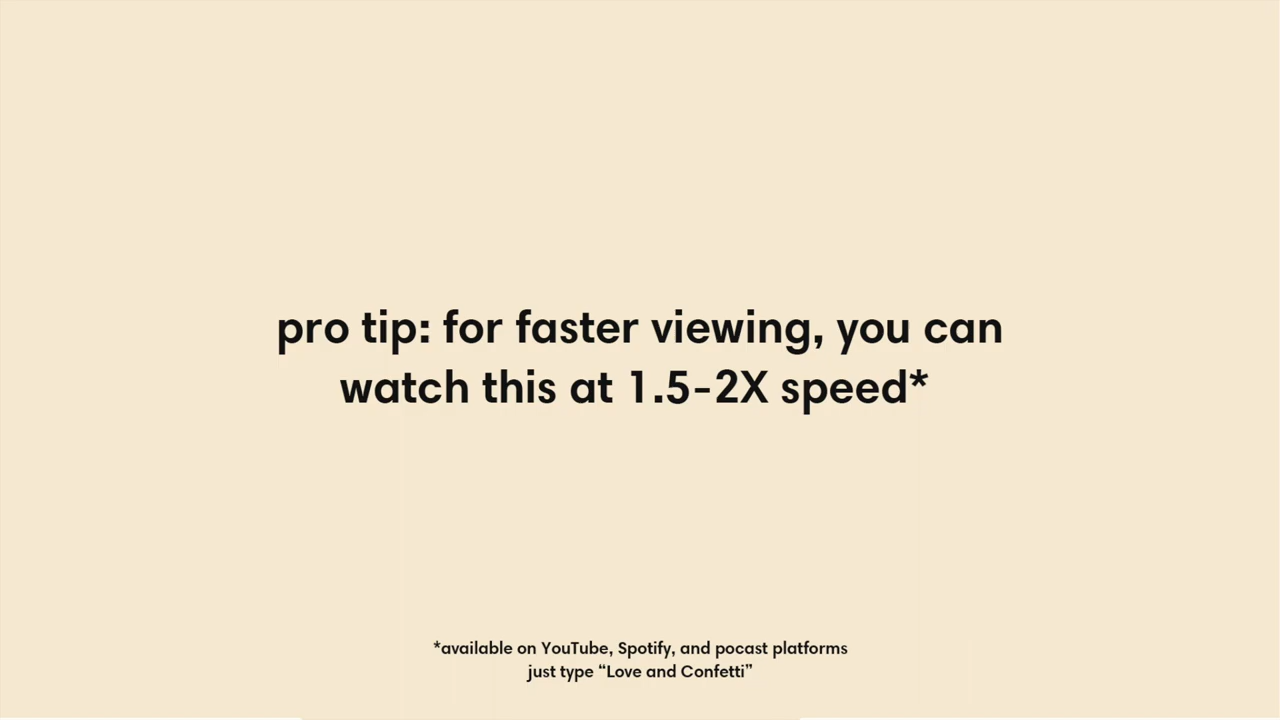 pro tip: for faster viewing, you can
watch this at 1.5-2X speed*
*available on YouTube, Spotify, and pocast platforms
just type “Love and Confetti”